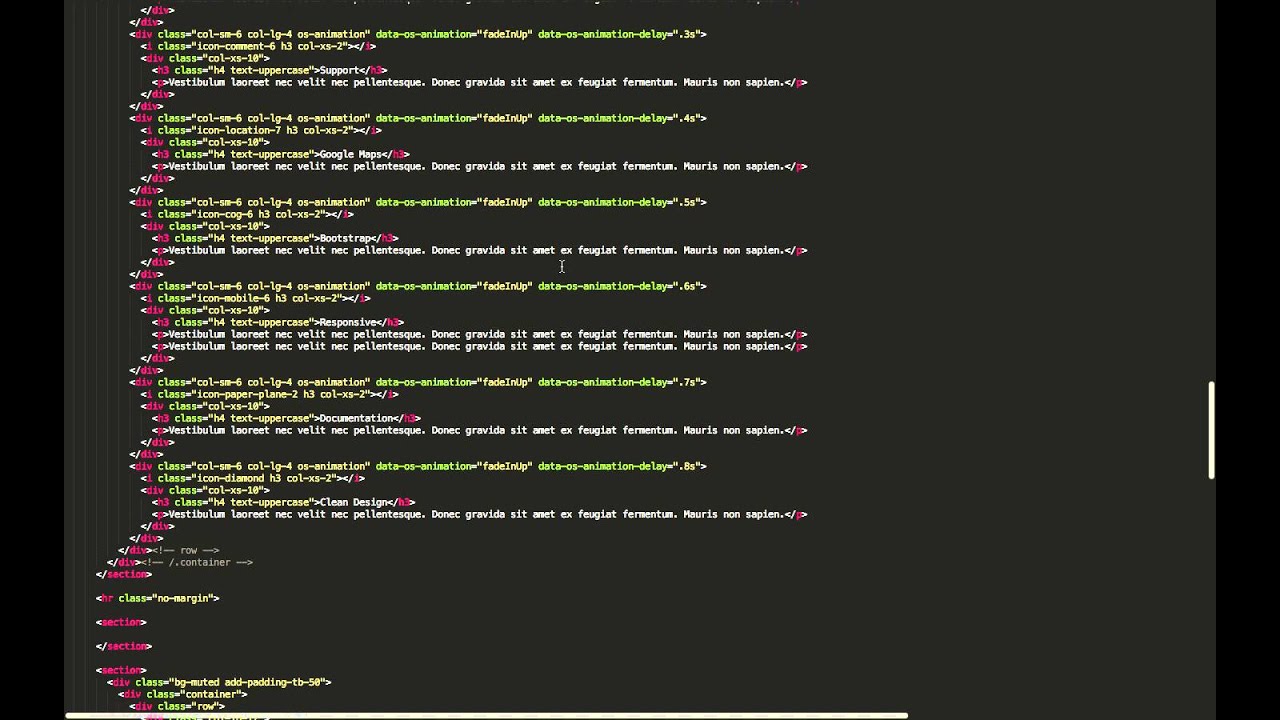 </div>
</div>
<div class="col-sm-6 col-lg-4 os-animation" data-os-animation="fadeInUp" data-os-animation-delay=".3s">
<i class="icon-comment-6 h3 col-xs-2"></i>
<div class="col-xs-10">
<h3 class="h4 text-uppercase">Support</h3>
<p>Vestibulum laoreet nec velit nec pellentesque. Donec gravida sit amet ex feugiat fermentum. Mauris non sapien.</p>
</div>
</div>
<div class="col-sm-6 col-lg-4 os-animation" data-os-animation="fadeInUp" data-os-animation-delay=".4s">
<i class="icon-location-7 h3 col-xs-2"></i>
<div class="col-xs-10">
<h3 class="h4 text-uppercase">Google Maps</h3>
<p>Vestibulum laoreet nec velit nec pellentesque. Donec gravida sit amet ex feugiat fermentum. Mauris non sapien.</p>
</div>
</div>
<div class="col-sm-6 col-lg-4 os-animation" data-os-animation="fadeInUp" data-os-animation-delay=".5s">
<i class="icon-cog-6 h3 col-xs-2"></i>
<div class="col-xs-10">
<h3 class="h4 text-uppercase">Bootstrap</h3>
<p>Vestibulum laoreet nec velit nec pellentesque. Donec gravida sit amet ex feugiat fermentum. Mauris non sapien.</p>
</div>
</div>
<div class="col-sm-6 col-lg-4 os-animation" data-os-animation="fadeInUp" data-os-animation-delay=".6s">
<i class="icon-mobile-6 h3 col-xs-2"></i>
<div class="col-xs-10">
<h3 class="h4 text-uppercase">Responsive</h3>
<p>Vestibulum laoreet nec velit nec pellentesque. Donec gravida sit amet ex feugiat fermentum. Mauris non sapien.</p>
<p>Vestibulum laoreet nec velit nec pellentesque. Donec gravida sit amet ex feugiat fermentum. Mauris non sapien.</p>
</div>
</div>
<div class="col-sm-6 col-lg-4 os-animation" data-os-animation="fadeInUp" data-os-animation-delay=".7s">
<i class="icon-paper-plane-2 h3 col-xs-2"></i>
<div class="col-xs-10">
<h3 class="h4 text-uppercase">Documentation</h3>
<p>Vestibulum laoreet nec velit nec pellentesque. Donec gravida sit amet ex feugiat fermentum. Mauris non sapien.</p>
</div>
</div>
<div class="col-sm-6 col-lg-4 os-animation" data-os-animation="fadeInUp" data-os-animation-delay=".8s">
<i class="icon-diamond h3 col-xs-2"></i>
<div class="col-xs-10">
<h3 class="h4 text-uppercase">Clean Design</h3>
<p>Vestibulum laoreet nec velit nec pellentesque. Donec gravida sit amet ex feugiat fermentum. Mauris non sapien.</p>
</div>
</div>
</div><!-- row -->
</div><!-- /.container -->
</section>
<hr class="no-margin">
<section>
</section>
<section>
<div class="bg-muted add-padding-tb-50">
<div class="container">
<div class="row">